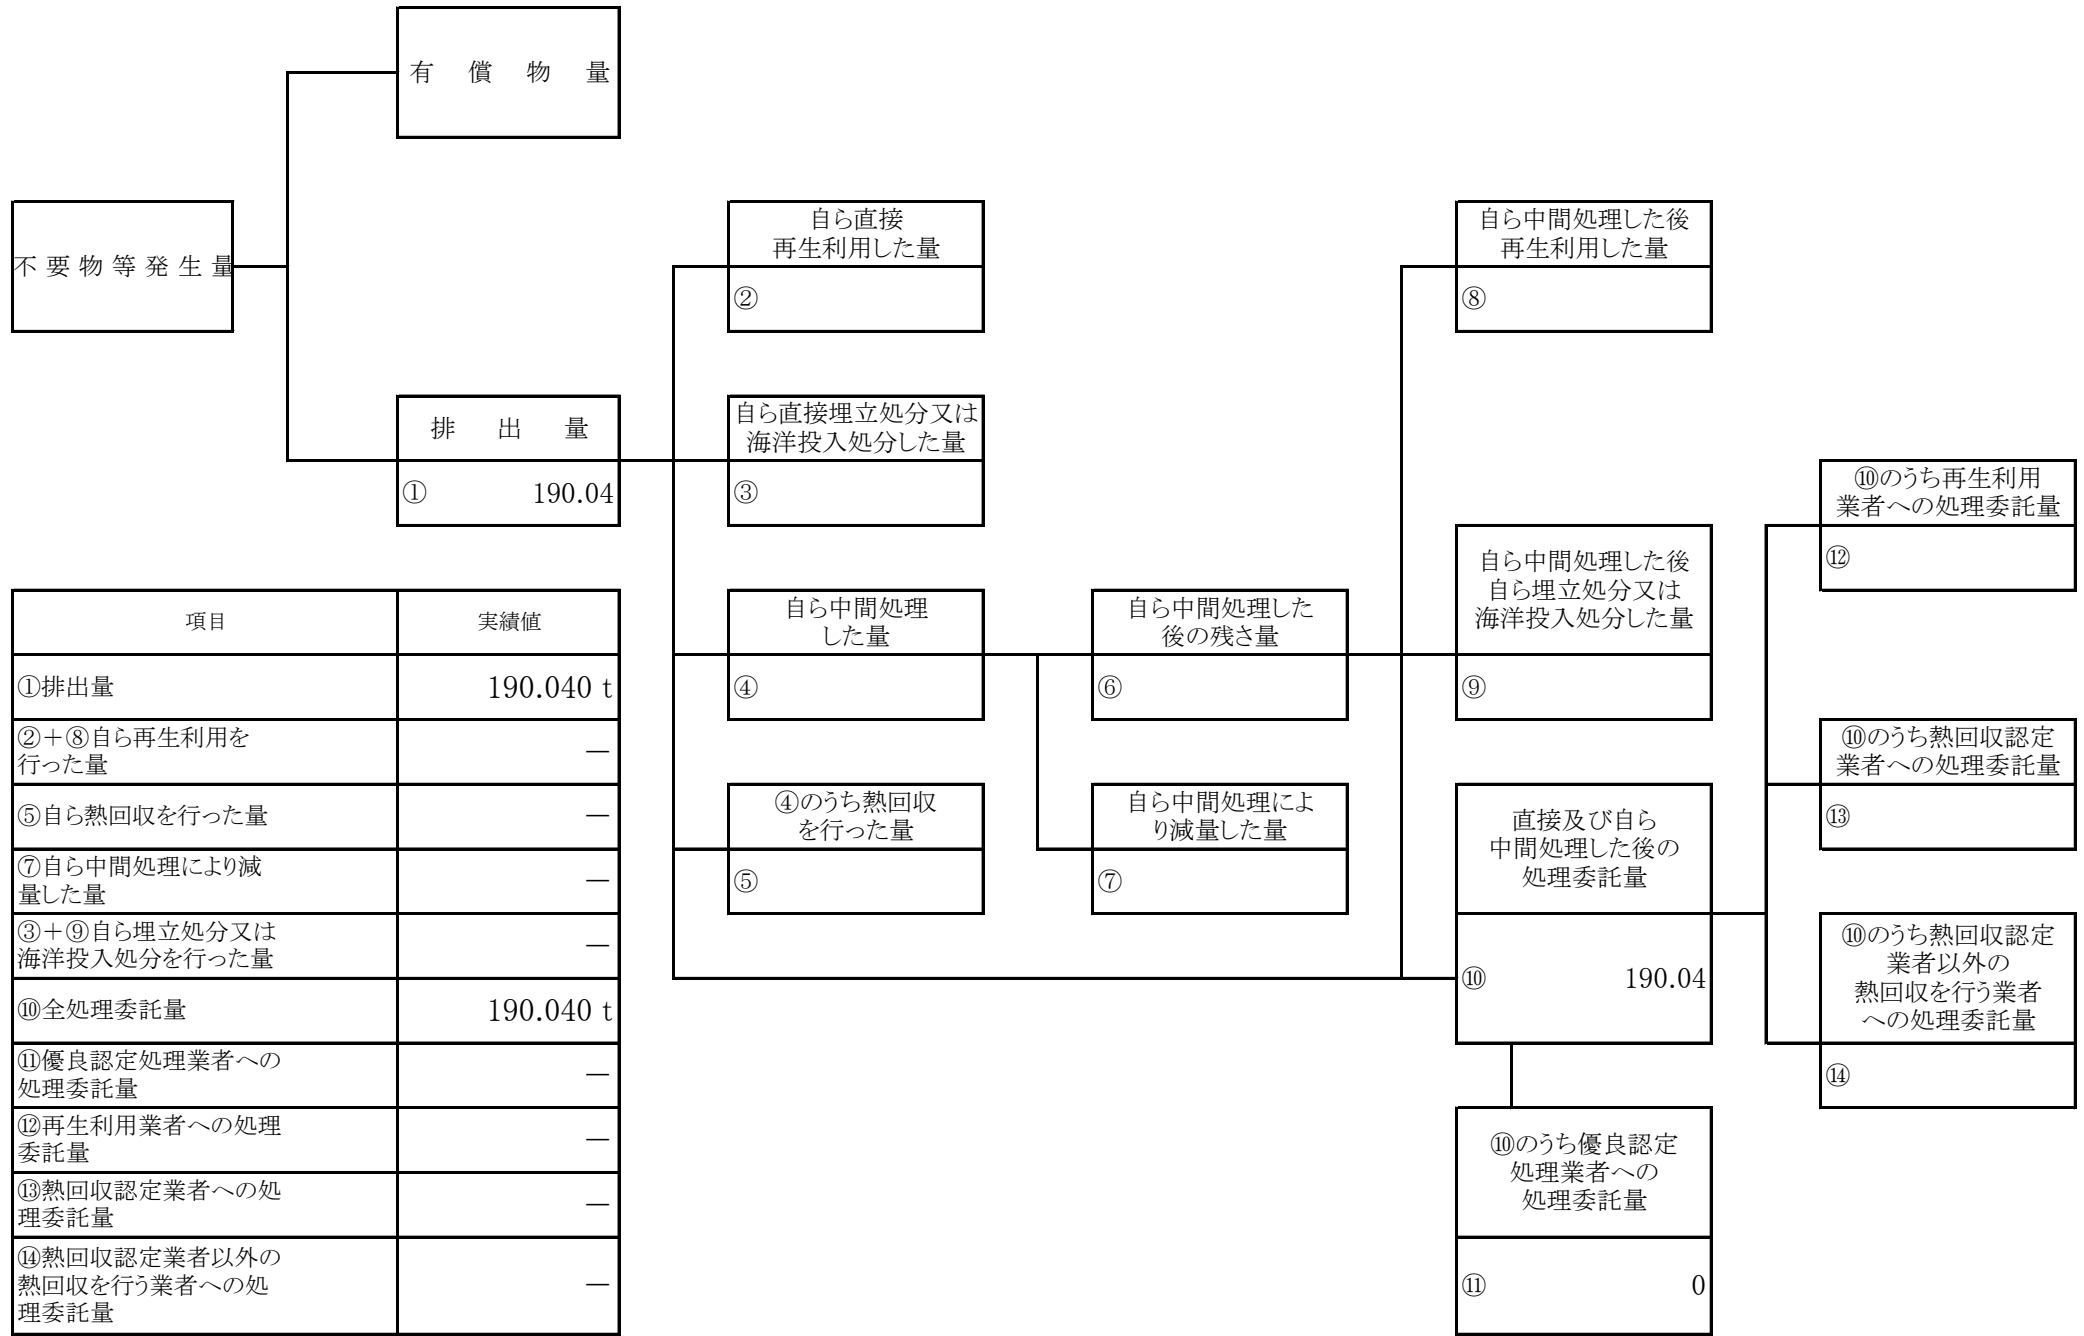 有償物量
不要物等発生量
自ら直接
再生利用した量
②
自ら中間処理した後
再生利用した量
⑧
排出量
① 190.04
自ら直接埋立処分又は
海洋投入処分した量
③
⑩のうち再生利用
業者への処理委託量
⑫
自ら中間処理した後
自ら埋立処分又は
海洋投入処分した量
⑨
自ら中間処理
した量
④
自ら中間処理した
後の残さ量
⑥
④のうち熱回収
を行った量
⑤
自ら中間処理によ
り減量した量
⑦
直接及び自ら
中間処理した後の
処理委託量
⑩ 190.04
⑩のうち熱回収認定
業者への処理委託量
⑬
⑩のうち熱回収認定
業者以外の
熱回収を行う業者
への処理委託量
⑭
⑩のうち優良認定
処理業者への
処理委託量
⑪ 0
項目 実績値
①排出量 190.040 t
②＋⑧自ら再生利用を
行った量 －
⑤自ら熱回収を行った量 －
⑦自ら中間処理により減
量した量 －
③＋⑨自ら埋立処分又は
海洋投入処分を行った量 －
⑩全処理委託量 190.040 t
⑪優良認定処理業者への
処理委託量 －
⑫再生利用業者への処理
委託量 －
⑬熱回収認定業者への処
理委託量 －
⑭熱回収認定業者以外の
熱回収を行う業者への処 －
理委託量